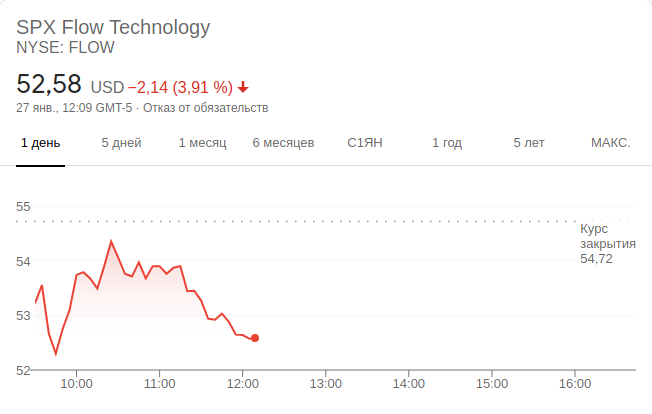 SPX Flow Technology
NYSE: FLOW
52,58 USD −2,14 (3,91 %)
27 янв., 12:09 GMT-5 · Отказ от обязательств
1 день 5 дней 1 месяц 6 месяцев С1ЯН 1 год 5 лет МАКС.
55
Курс
закрытия
54,72
54
53
52
10:00 11:00 12:00 13:00 14:00 15:00 16:00